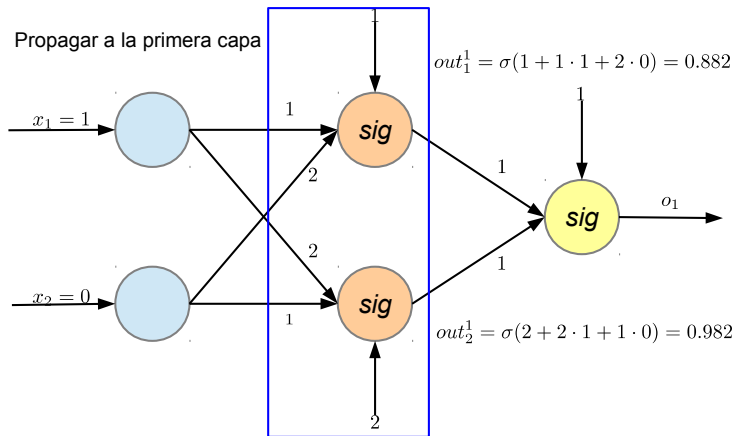 1
Propagar a la primera capa
out₁¹ = σ(1 + 1 · 1 + 2 · 0) = 0.882
1
x₁ = 1
1
sig
2
1
sig
o₁
2
1
x₂ = 0
1
sig
out₂¹ = σ(2 + 2 · 1 + 1 · 0) = 0.982
2